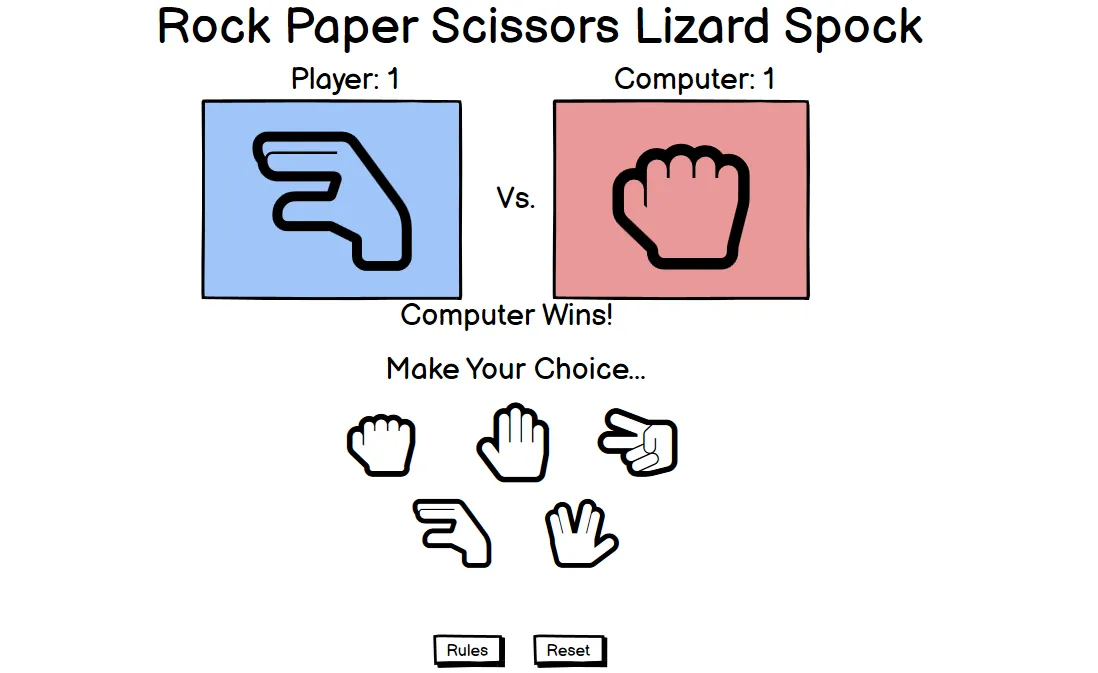 Rock Paper Scissors Lizard Spock
Player: 1
Computer: 1
Vs.
Computer Wins!
Make Your Choice...
Rules
Reset